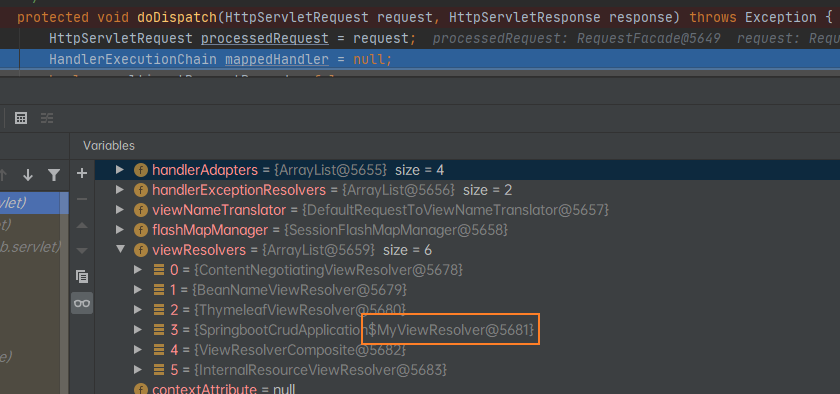 protected void doDispatch(HttpServletRequest request, HttpServletResponse response) throws Exception {
HttpServletRequest processedRequest = request; processedRequest: RequestFacade@5649 request: Requ
HandlerExecutionChain mappedHandler = null;
Variables
handlerAdapters = {ArrayList@5655} size = 4
vlet) handlerExceptionResolvers = {ArrayList@5656} size = 2
et) viewNameTranslator = {DefaultRequestToViewNameTranslator@5657}
flashMapManager = {SessionFlashMapManager@5658}
b.servlet) viewResolvers = {ArrayList@5659} size = 6
0 = {ContentNegotiatingViewResolver@5678}
1 = {BeanNameViewResolver@5679}
2 = {ThymeleafViewResolver@5680}
3 = {SpringbootCrudApplication$MyViewResolver@5681}
e) 4 = {ViewResolverComposite@5682}
5 = {InternalResourceViewResolver@5683}
contextAttribute = null